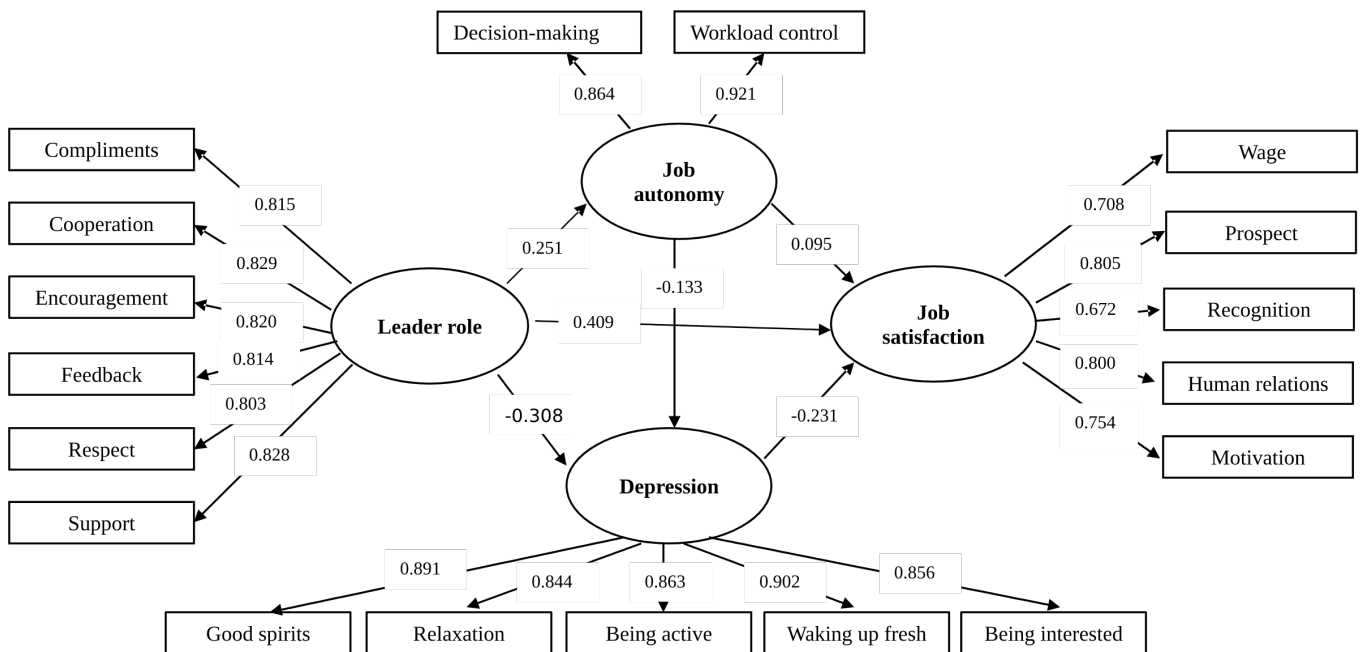 Decision-making
Workload control
0.864
0.921
Compliments
Job
autonomy
Wage
0.815
0.708
Cooperation
Prospect
0.251
0.095
0.829
0.805
Encouragement
-0.133
Recognition
0.820
Leader role
0.409
Job
satisfaction
0.672
0.814
0.800
Feedback
Human relations
0.803
-0.308
-0.231
0.754
Respect
0.828
Motivation
Depression
Support
0.891
0.844
0.863
0.902
0.856
Good spirits
Relaxation
Being active
Waking up fresh
Being interested